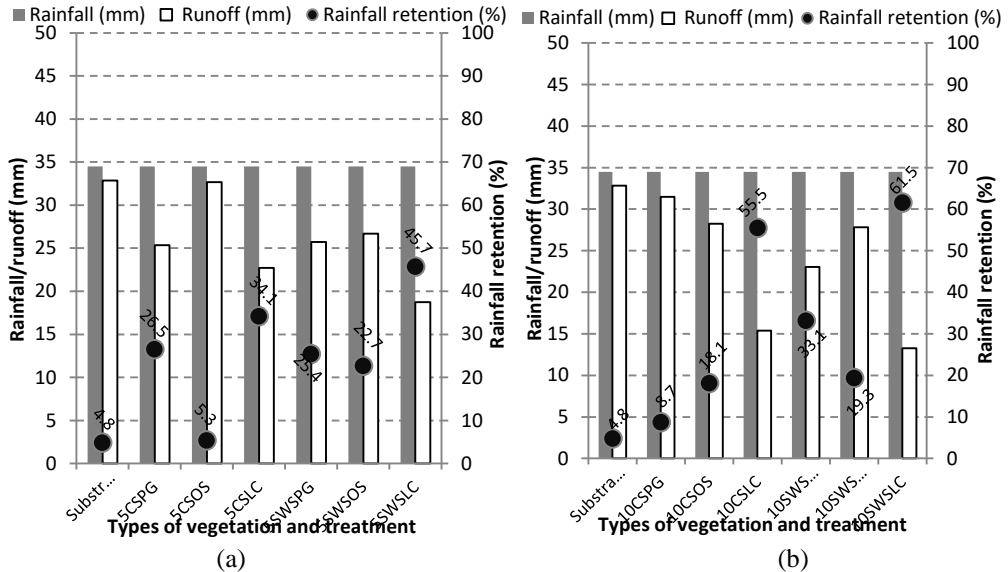 Rainfall (mm) Runoff (mm) Rainfall retention (%)
50
45
40
35
30
25
20
15
10
5
0
Rainfall/runoff (mm)
100
90
80
70
60
50
40
30
20
10
0
Rainfall retention (%)
4.8
26.5
5.3
34.1
25.4
22.7
45.7
Substr...
5CSPG
5CSOS
5CSLC
5SWSPG
5SWSOS
5SWSLC
Types of vegetation and treatment
(a)
Rainfall (mm) Runoff (mm) Rainfall retention (%)
50
45
40
35
30
25
20
15
10
5
0
Rainfall/runoff (mm)
100
90
80
70
60
50
40
30
20
10
0
Rainfall retention (%)
4.8
8.7
18.1
55.5
33.1
19.3
61.5
Substra...
10CSPG
10CSOS
10CSLC
10SWS...
10SWS...
10SWSLC
Types of vegetation and treatment
(b)